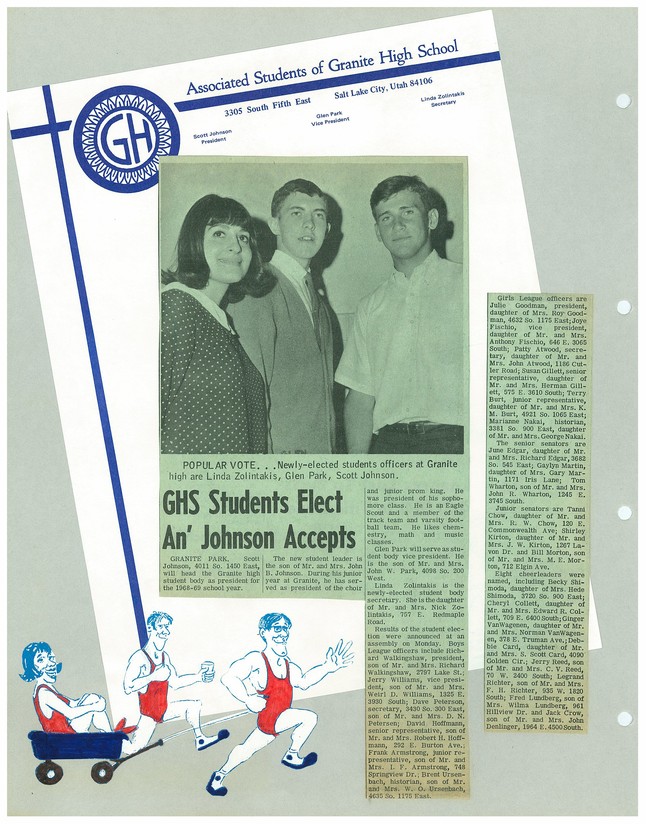 Associated Students of Granite High School
3305 South Fifth East
Salt Lake City, Utah 84106
Scott Johnson
President
Glen Park
Vice President
Linda Zolintakis
Secretary
GH
POPULAR VOTE. . .Newly-elected students officers at Granite
high are Linda Zolintakis, Glen Park, Scott Johnson.
GHS Students Elect
An' Johnson Accepts
GRANITE PARK. Scott
Johnson, 4011 So. 1400 East,
will head the Granite high
student body as president for
the 1968-69 school year.
The new student leader is
the son of Mr. and Mrs. John
B. Johnson. During his junior
year at Granite, he has ser-
ved as president of the choir
and junior prom king. He
was president of his sopho-
more class. He is an Eagle
Scout and a member of the
track team and varsity foot-
ball team. He likes chem-
istry, math and music
classes.
Glen Park will serve as stu-
dent body vice president. He
is the son of Mr. and Mrs.
John W. Park, 4098 So. 200
West.
Linda Zolintakis is the
newly-elected student body
secretary. She is the daughter
of Mr. and Mrs. Nick Zo-
lintakis, 757 E. Redmaple
Road.
Results of the student elec-
tion were announced at an
assembly on Monday. Boys
League officers include Rich-
ard Walkingshaw, president,
son of Mr. and Mrs. Richard
Walkingshaw, 2797 Lake St.;
Jerry Williams, vice presi-
dent, son of Mr. and Mrs.
Weirl D. Williams, 1325 E.
3930 South; Dave Peterson,
secretary, 3430 So. 300 East,
son of Mr. and Mrs. D. N.
Petersen; David Hoffmann,
senior representative, son of
Mr. and Mrs. Robert H. Hoff-
mann, 292 E. Burton Ave.;
Frank Armstrong, junior re-
presentative, son of Mr. and
Mrs. I. F. Armstrong, 748
Springview Dr.; Brent Ursen-
bach, historian, son of Mr.
and Mrs. W. O. Ursenbach,
4635 So. 1175 East.
Girls League officers are
Julie Goodman, president,
daughter of Mrs. Roy Good-
man, 4632 So. 1175 East; Joye
Fischio, vice president,
daughter of Mr. and Mrs.
Anthony Fischio, 646 E. 3065
South; Patty Atwood, secre-
tary, daughter of Mr. and
Mrs. John Atwood, 1186 Cut-
ler Road; Susan Gillett, senior
representative, daughter of
Mr. and Mrs. Herman Gill-
ett, 575 E. 3610 South; Terry
Burt, junior representative,
daughter of Mr. and Mrs. K.
M. Burt, 4921 So. 1065 East;
Marianne Nakai, historian,
3381 So. 900 East, daughter
of Mr. and Mrs. George Nakai.
The senior senators are
June Edgar, daughter of Mr.
and Mrs. Richard Edgar, 3682
So. 545 East; Gaylyn Martin,
daughter of Mrs. Gary Mar-
tin, 1171 Iris Lane; Tom
Wharton, son of Mr. and Mrs.
John R. Wharton, 1245 E.
3745 South.
Junior senators are Tanni
Chow, daughter of Mr. and
Mrs. R. W. Chow, 120 E.
Commonwealth Ave; Shirley
Kirton, daughter of Mr. and
Mrs. J. W. Kirton, 1267 La-
von Dr. and Bill Morton, son
of Mr. and Mrs. M. E. Mor-
ton, 712 Elgin Ave.
Eight cheerleaders were
named, including Becky Shi-
moda, daughter of Mrs. Hede
Shimoda, 3720 So. 900 East;
Cheryl Collett, daughter of
Mr. and Mrs. Edward R. Col-
lett, 709 E. 6400 South; Ginger
VanWagenen, daughter of Mr.
and Mrs. Norman VanWagen-
en, 378 E. Truman Ave.; Deb-
bie Card, daughter of Mr.
and Mrs. S. Scott Card, 4090
Golden Cir.; Jerry Reed, son
of Mr. and Mrs. C. V. Reed,
70 W. 2400 South; Legrand
Richter, son of Mr. and Mrs.
F. H. Richter, 935 W. 1820
South; Fred Lundberg, son of
Mrs. Wilma Lundberg, 961
Hillview Dr. and Jack Crow,
son of Mr. and Mrs. John
Denlinger, 1964 E. 4500 South.